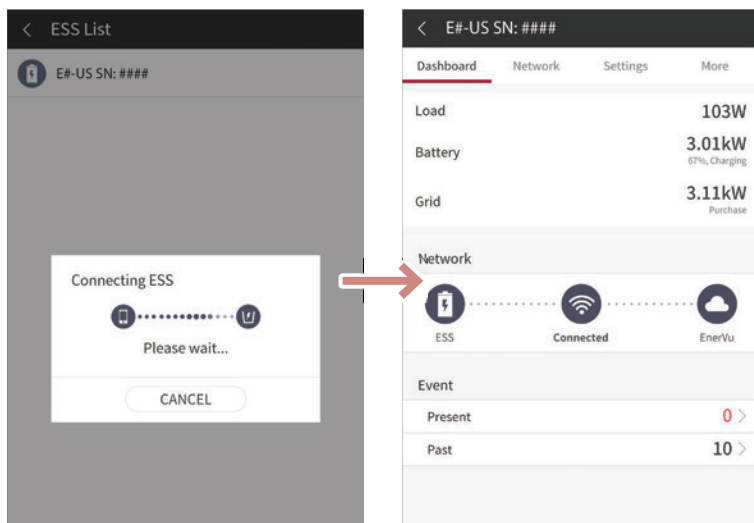 ESS List
E#-US SN: ####
Connecting ESS
Please wait...
CANCEL
E#-US SN: ####
Dashboard Network Settings More
Load 103W
Battery 3.01kW
67%, Charging
Grid 3.11kW
Purchase
Network
ESS Connected EnerVu
Event
Present 0
Past 10